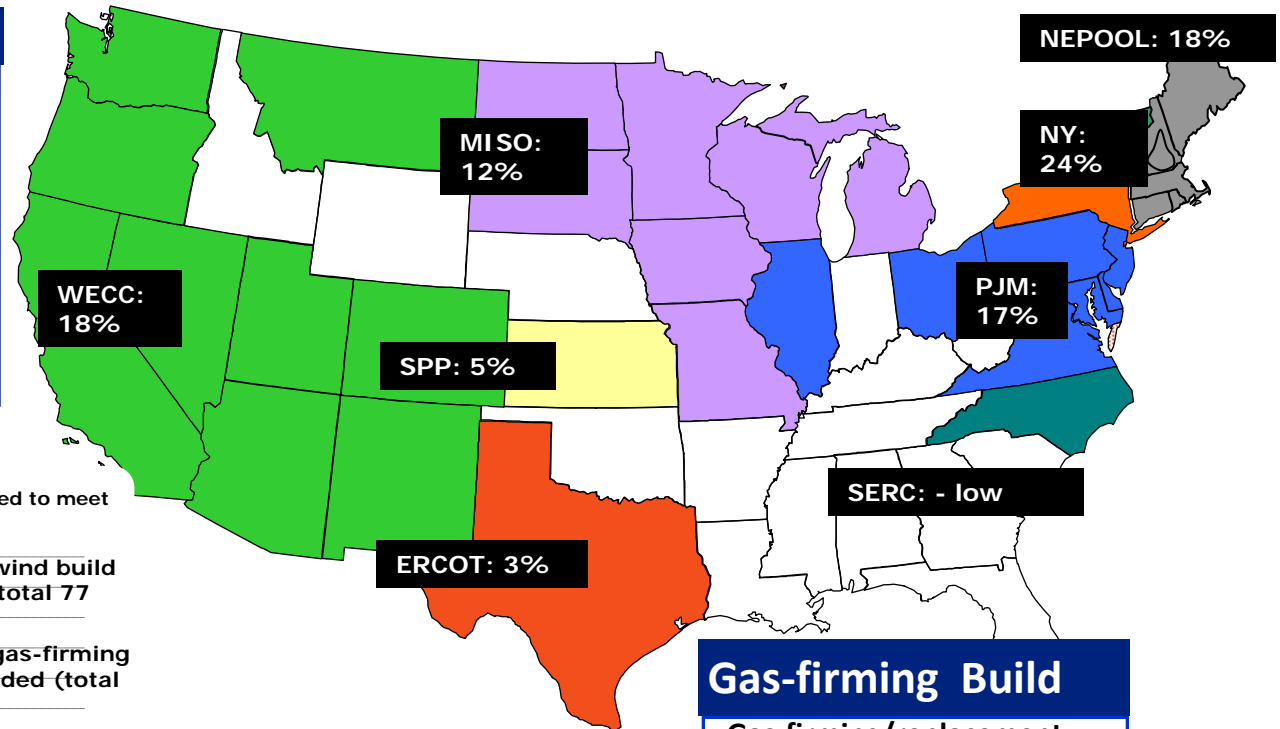 NEPOOL: 18%
NY:
24%
MISO:
12%
WECC:
18%
PJM:
17%
SPP: 5%
SERC: - low
ERCOT: 3%
ed to meet
wind build
total 77
gas-firming
ded (total
Gas-firming Build